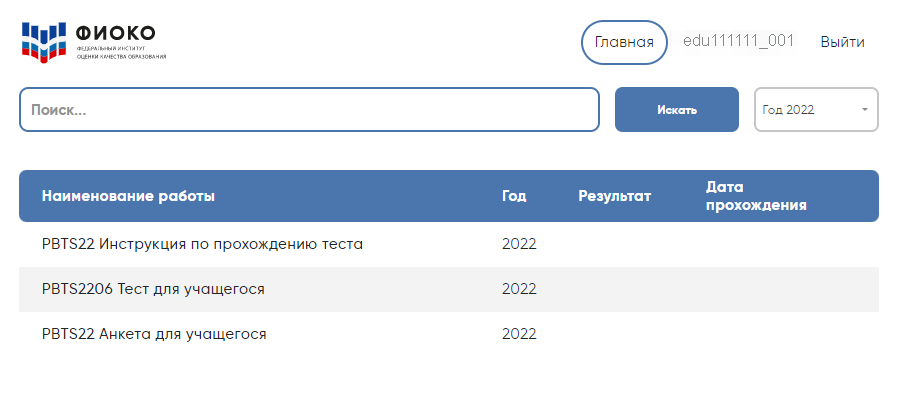 ФИОКО
ФЕДЕРАЛЬНЫЙ ИНСТИТУТ
ОЦЕНКИ КАЧЕСТВА ОБРАЗОВАНИЯ
Главная edu111111_001 Выйти
Поиск... Искать Год 2022
Наименование работы Год Результат Дата
прохождения
PBTS22 Инструкция по прохождению теста 2022
PBTS2206 Тест для учащегося 2022
PBTS22 Анкета для учащегося 2022